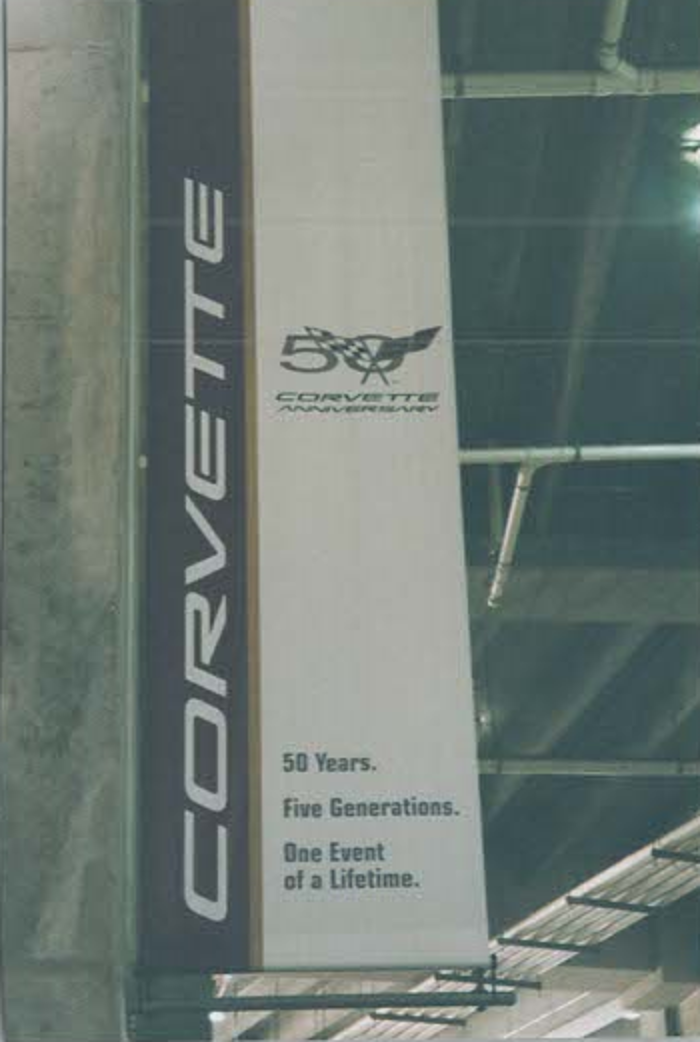 CORVETTE
50
CORVETTE
ANNIVERSARY
50 Years.
Five Generations.
One Event
of a Lifetime.